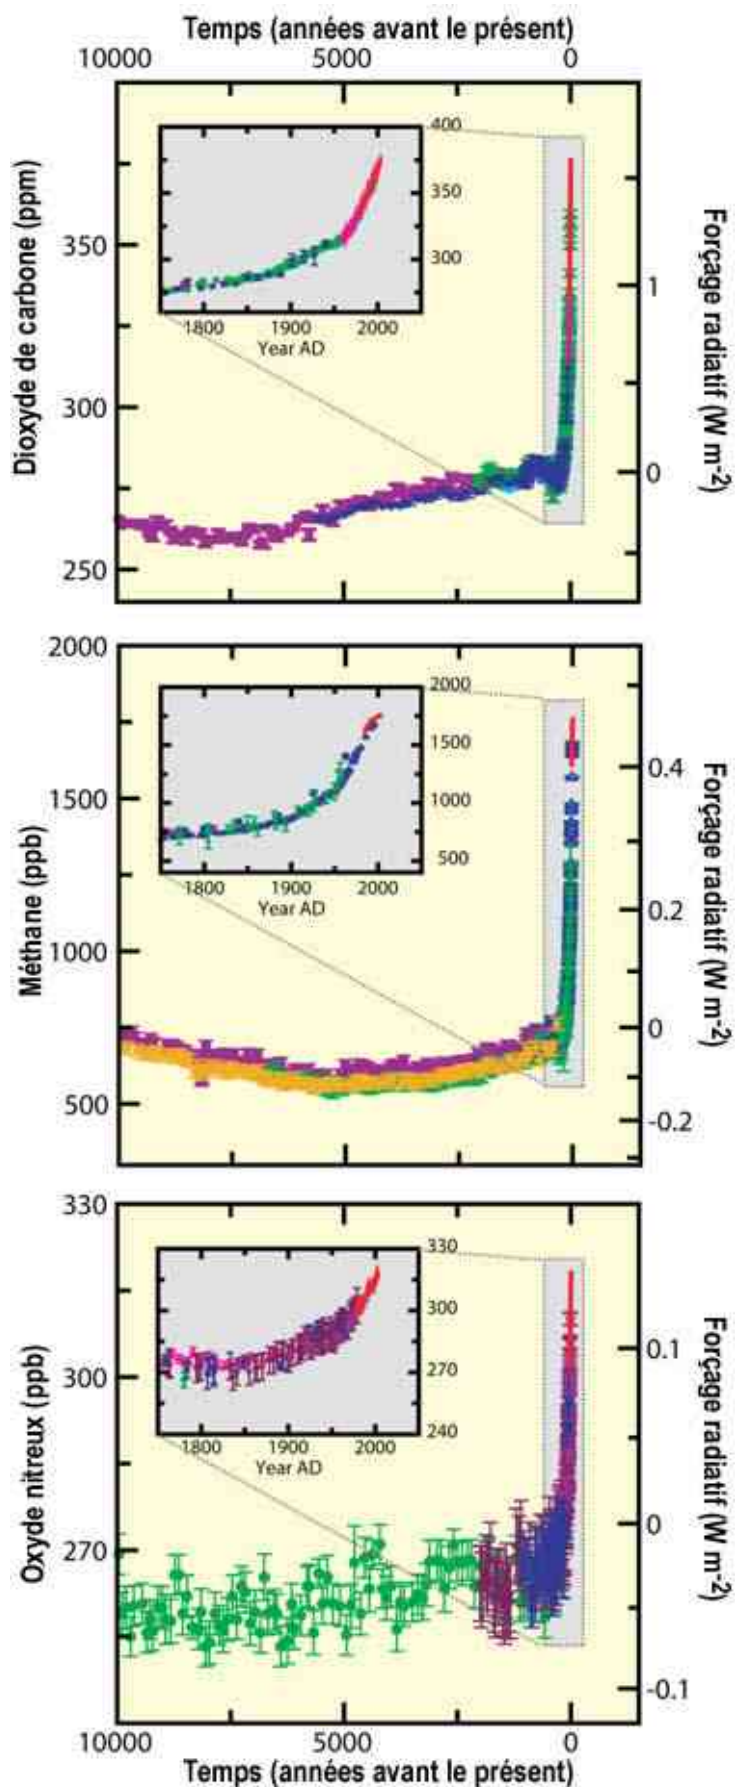 Temps (années avant le présent)
10000 5000 0
Dioxyde de carbone (ppm)
350
300
250
400
350
300
1800 1900 2000
Year AD
Forçage radiatif (W m-2)
1
0
Méthane (ppb)
2000
1500
1000
500
2000
1500
1000
500
1800 1900 2000
Year AD
Forçage radiatif (W m-2)
0.4
0.2
0
-0.2
Oxyde nitreux (ppb)
330
300
270
330
300
270
240
1800 1900 2000
Year AD
Forçage radiatif (W m-2)
0.1
0
-0.1
10000 5000 0
Temps (années avant le présent)